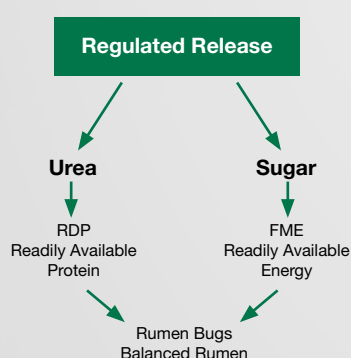 Regulated Release
Urea
Sugar
RDP
Readily Available
Protein
FME
Readily Available
Energy
Rumen Bugs
Balanced Rumen